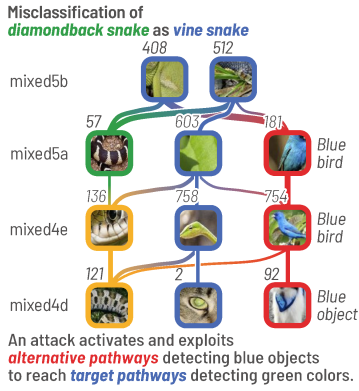 Misclassification of
diamondback snake as vine snake
408 512
mixed5b
57 603 181
mixed5a Blue
bird
136 758 754
mixed4e Blue
bird
121 2 92
mixed4d Blue
object
An attack activates and exploits
alternative pathways detecting blue objects
to reach target pathways detecting green colors.